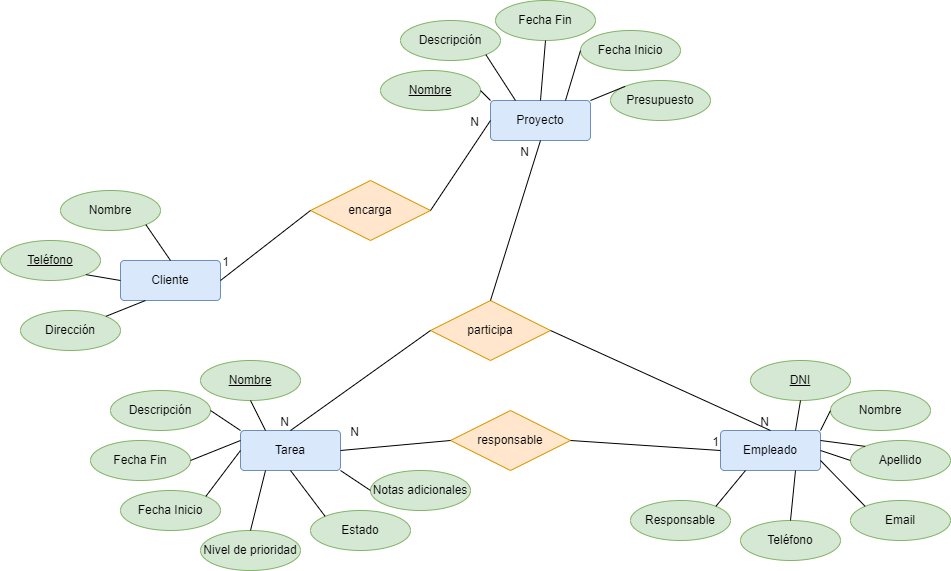 Fecha Fin
Descripción
Fecha Inicio
Nombre
Presupuesto
N
Proyecto
N
Nombre
encarga
Teléfono
1
Cliente
Dirección
participa
Nombre
DNI
Descripción
N
N
Nombre
N
Fecha Fin
Tarea
responsable
1
Empleado
Apellido
Notas adicionales
Fecha Inicio
Estado
Responsable
Email
Nivel de prioridad
Teléfono